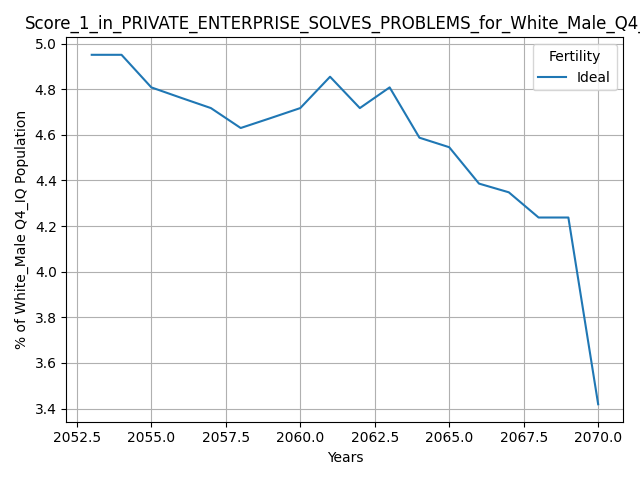 Score_1_in_PRIVATE_ENTERPRISE_SOLVES_PROBLEMS_for_White_Male_Q4_
Fertility
Ideal
% of White_Male Q4_IQ Population
5.0
4.8
4.6
4.4
4.2
4.0
3.8
3.6
3.4
2052.5 2055.0 2057.5 2060.0 2062.5 2065.0 2067.5 2070.0
Years